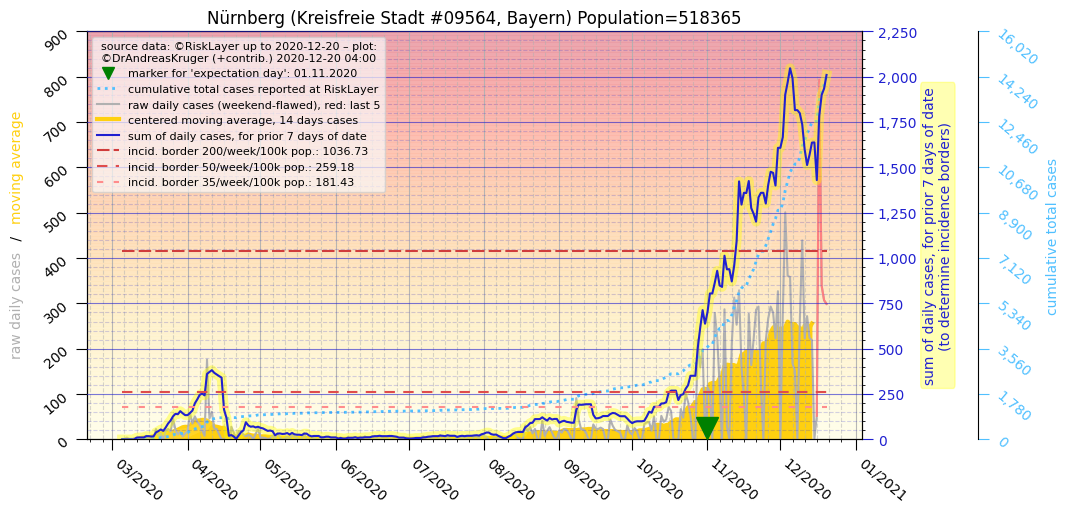 Nürnberg (Kreisfreie Stadt #09564, Bayern) Population=518365
source data: ©RiskLayer up to 2020-12-20 – plot:
©DrAndreasKruger (+contrib.) 2020-12-20 04:00
marker for 'expectation day': 01.11.2020
cumulative total cases reported at RiskLayer
raw daily cases (weekend-flawed), red: last 5
centered moving average, 14 days cases
sum of daily cases, for prior 7 days of date
incid. border 200/week/100k pop.: 1036.73
incid. border 50/week/100k pop.: 259.18
incid. border 35/week/100k pop.: 181.43
raw daily cases / moving average
900
800
700
600
500
400
300
200
100
0
03/2020
04/2020
05/2020
06/2020
07/2020
08/2020
09/2020
10/2020
11/2020
12/2020
01/2021
2,250
2,000
1,750
1,500
1,250
1,000
750
500
250
0
sum of daily cases, for prior 7 days of date
(to determine incidence borders)
16,020
14,240
12,460
10,680
8,900
7,120
5,340
3,560
1,780
0
cumulative total cases